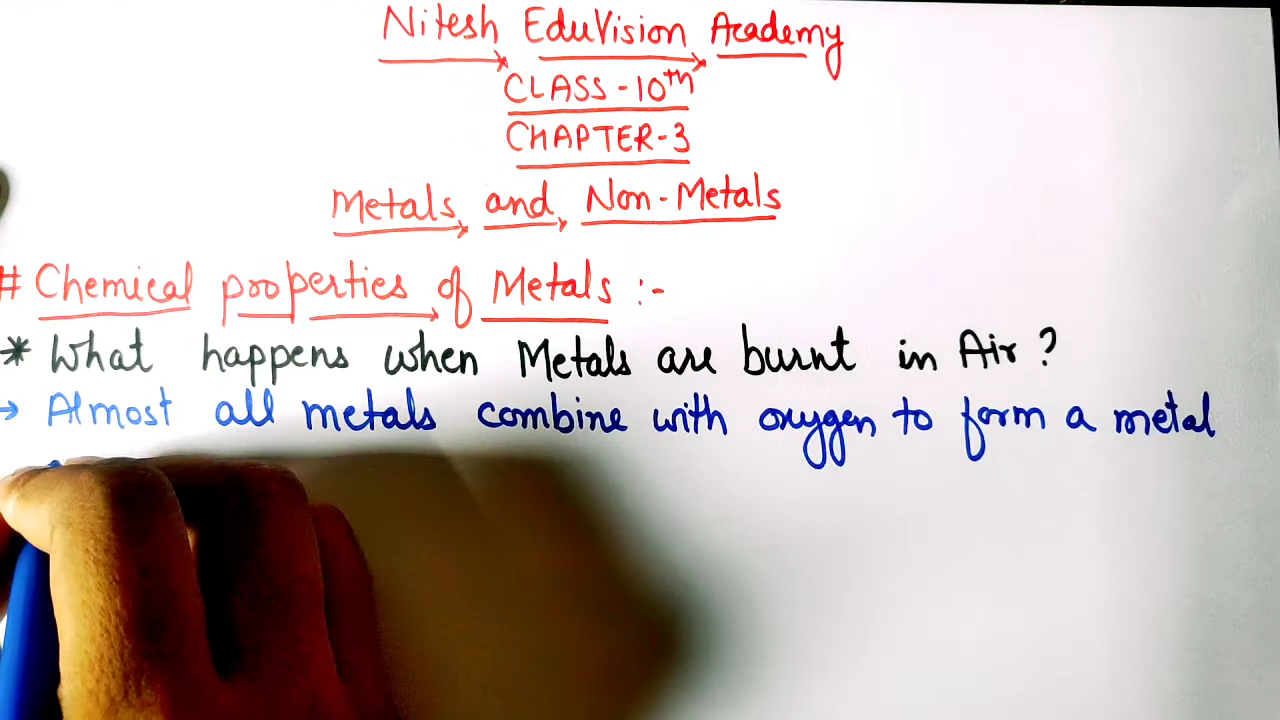 Nitesh EduVision Academy
CLASS-10th
CHAPTER-3
Metals and Non-Metals
# Chemical properties of Metals :-
* What happens when Metals are burnt in Air ?
→ Almost all metals combine with oxygen to form a metal